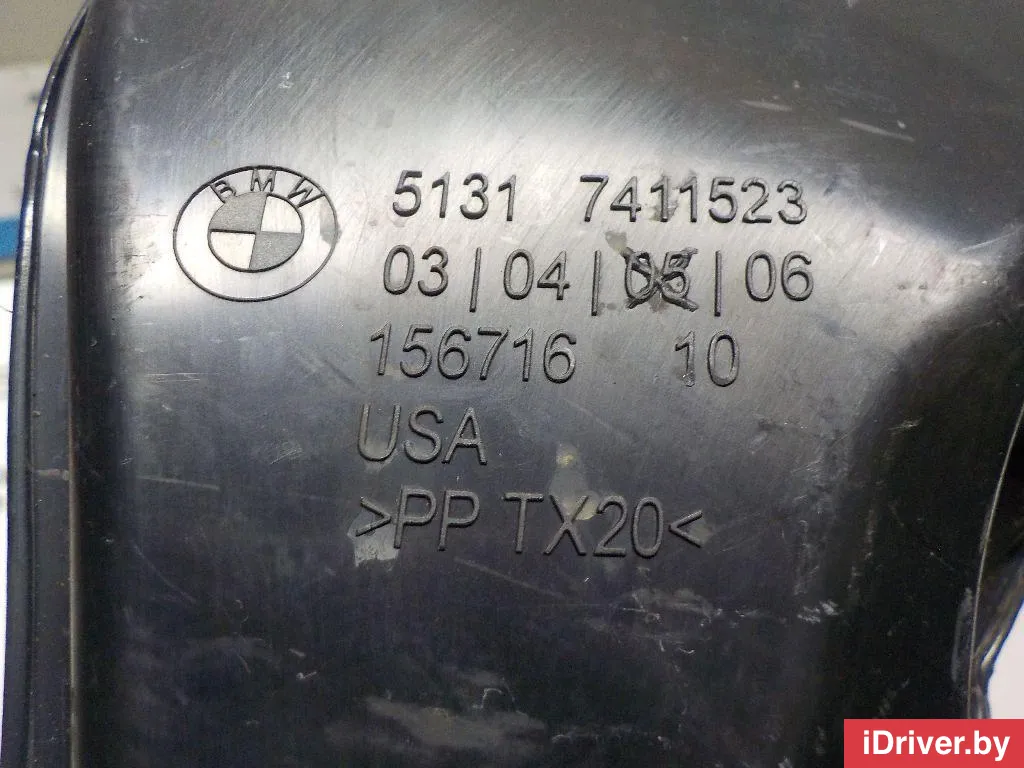 BMW
5131 7411523
03 | 04 | 05 | 06
156716 10
USA
>PP TX20<
iDriver.by